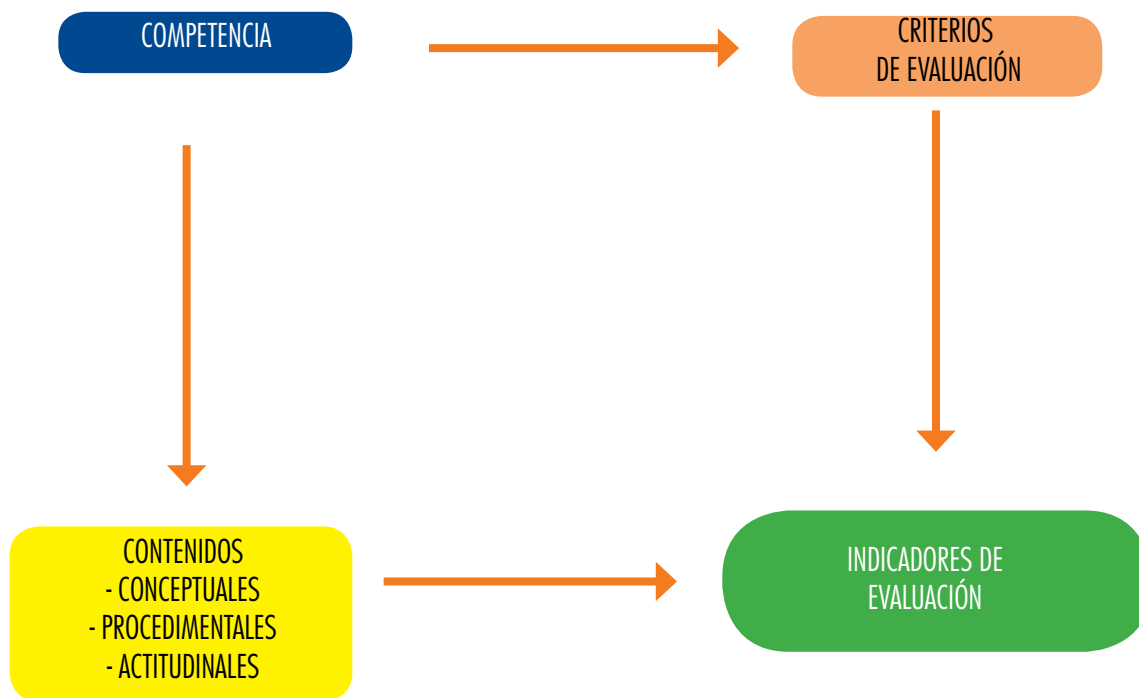 COMPETENCIA
CRITERIOS
DE EVALUACIÓN
CONTENIDOS
- CONCEPTUALES
- PROCEDIMENTALES
- ACTITUDINALES
INDICADORES DE
EVALUACIÓN